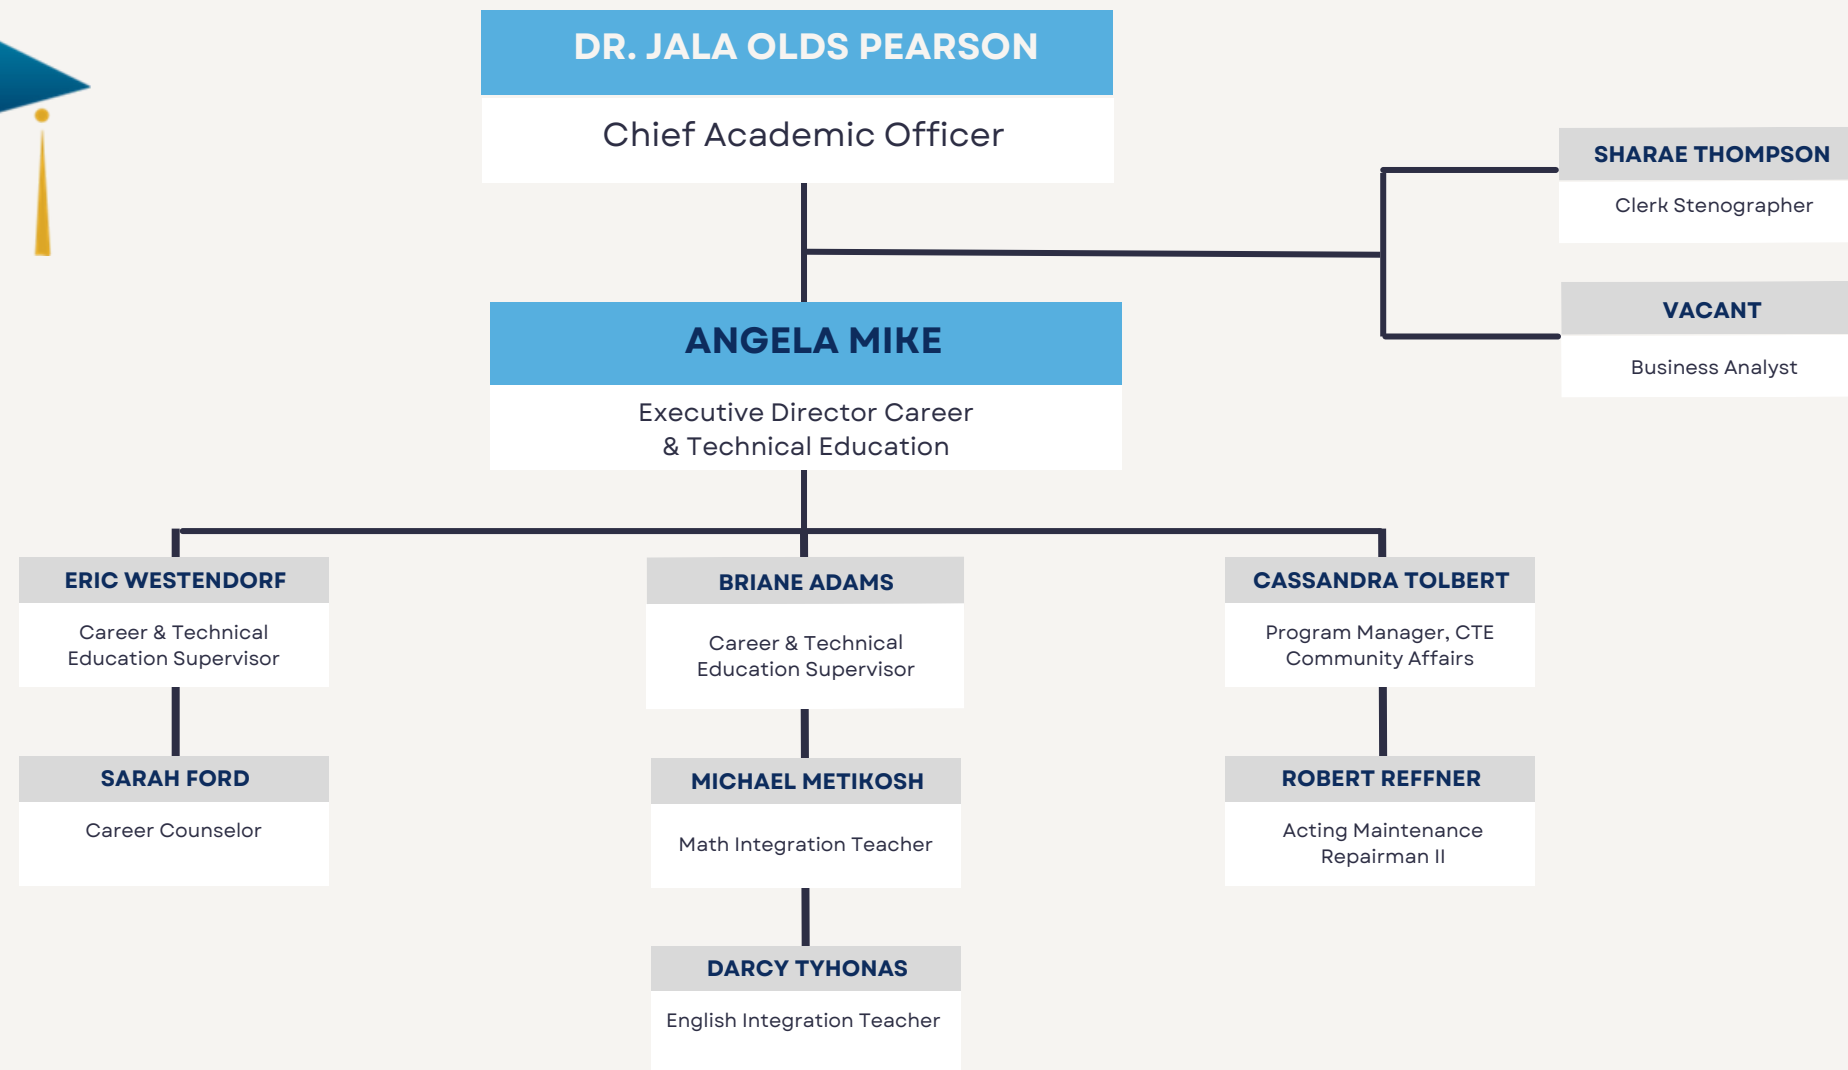 DR. JALA OLDS PEARSON
Chief Academic Officer
SHARAE THOMPSON
Clerk Stenographer
VACANT
Business Analyst
ANGELA MIKE
Executive Director Career
& Technical Education
ERIC WESTENDORF
Career & Technical
Education Supervisor
BRIANE ADAMS
Career & Technical
Education Supervisor
CASSANDRA TOLBERT
Program Manager, CTE
Community Affairs
SARAH FORD
Career Counselor
MICHAEL METIKOSH
Math Integration Teacher
ROBERT REFFNER
Acting Maintenance
Repairman II
DARCY TYHONAS
English Integration Teacher